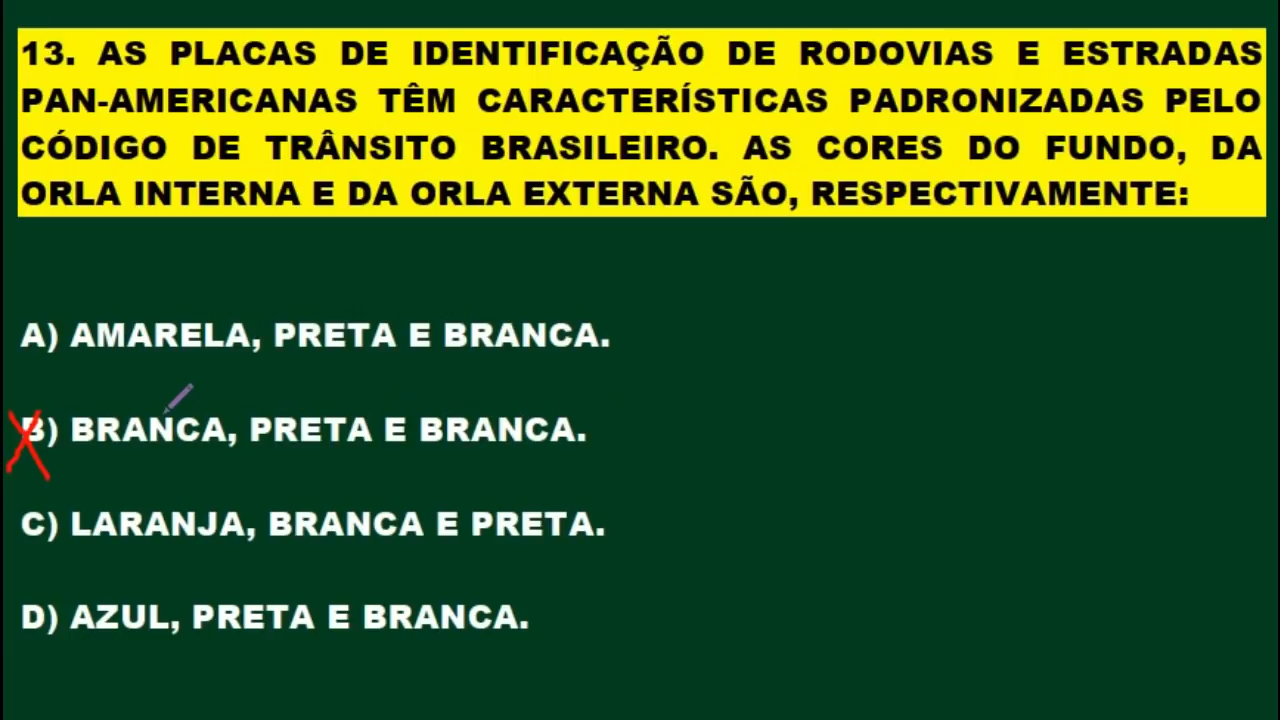 13. AS PLACAS DE IDENTIFICAÇÃO DE RODOVIAS E ESTRADAS
PAN-AMERICANAS TÊM CARACTERÍSTICAS PADRONIZADAS PELO
CÓDIGO DE TRÂNSITO BRASILEIRO. AS CORES DO FUNDO, DA
ORLA INTERNA E DA ORLA EXTERNA SÃO, RESPECTIVAMENTE:
A) AMARELA, PRETA E BRANCA.
B) BRANCA, PRETA E BRANCA.
C) LARANJA, BRANCA E PRETA.
D) AZUL, PRETA E BRANCA.